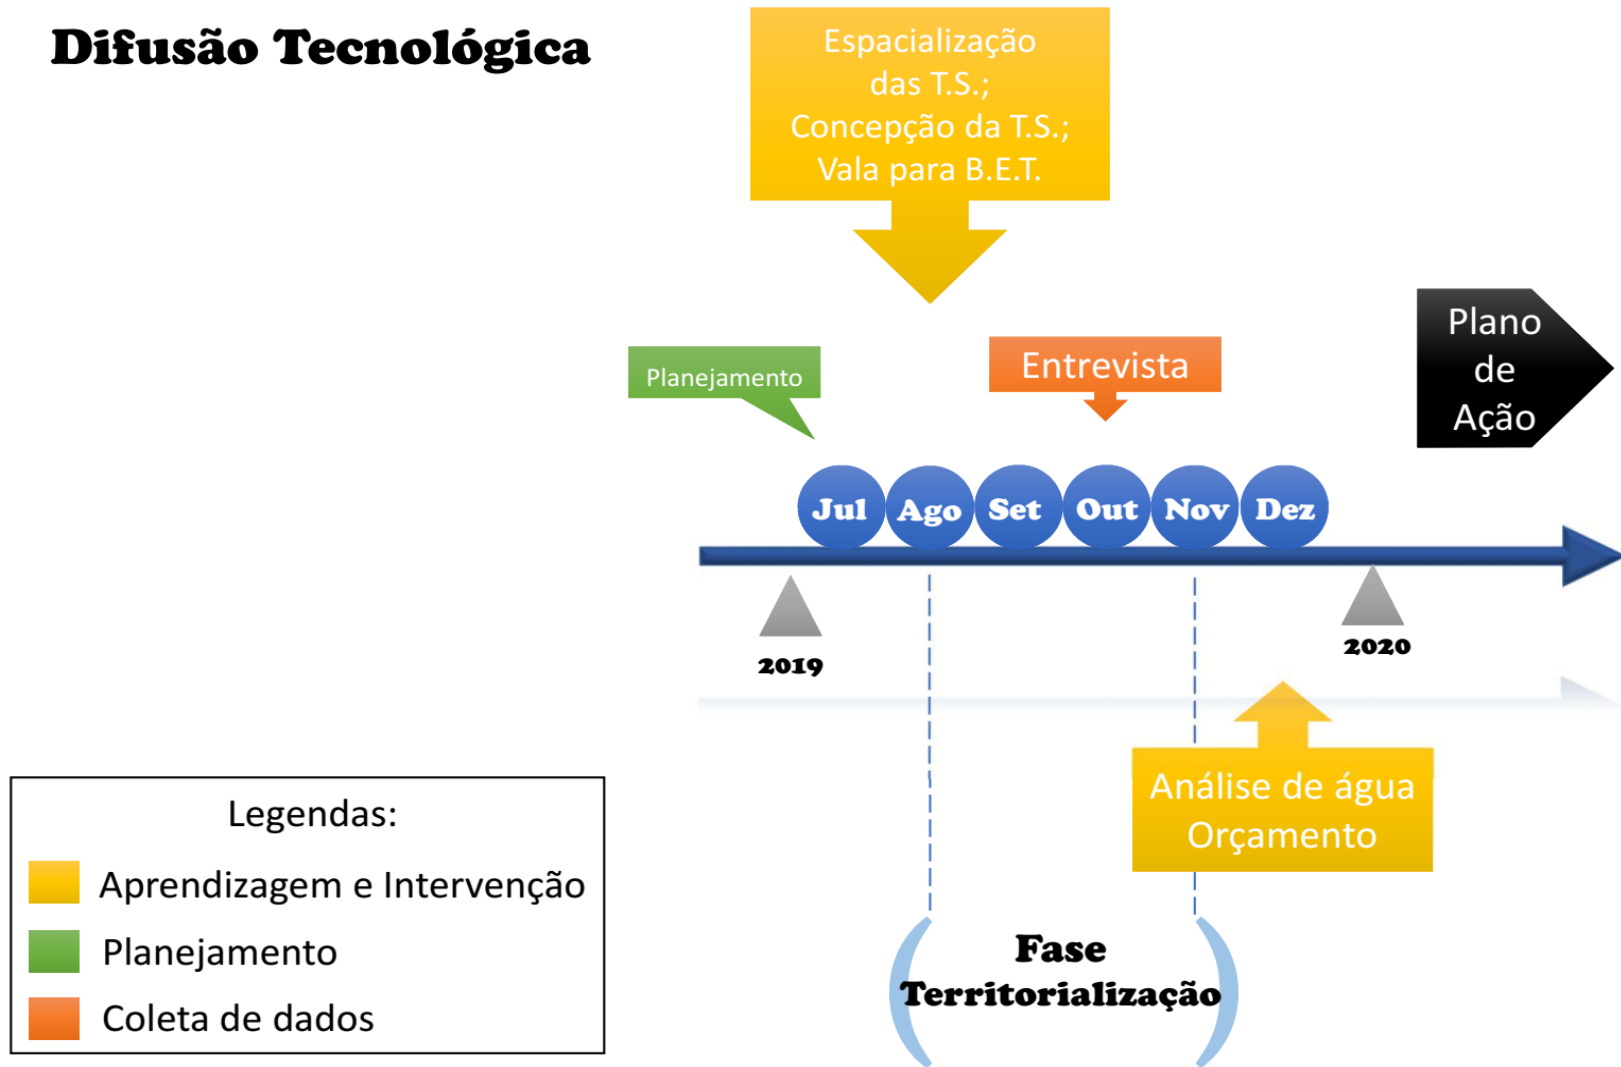 Difusão Tecnológica
Espacialização
das T.S.;
Concepção da T.S.;
Vala para B.E.T.
Planejamento
Entrevista
Plano
de
Ação
Jul Ago Set Out Nov Dez
2019
2020
Análise de água
Orçamento
Fase
Territorialização
Legendas:
Aprendizagem e Intervenção
Planejamento
Coleta de dados